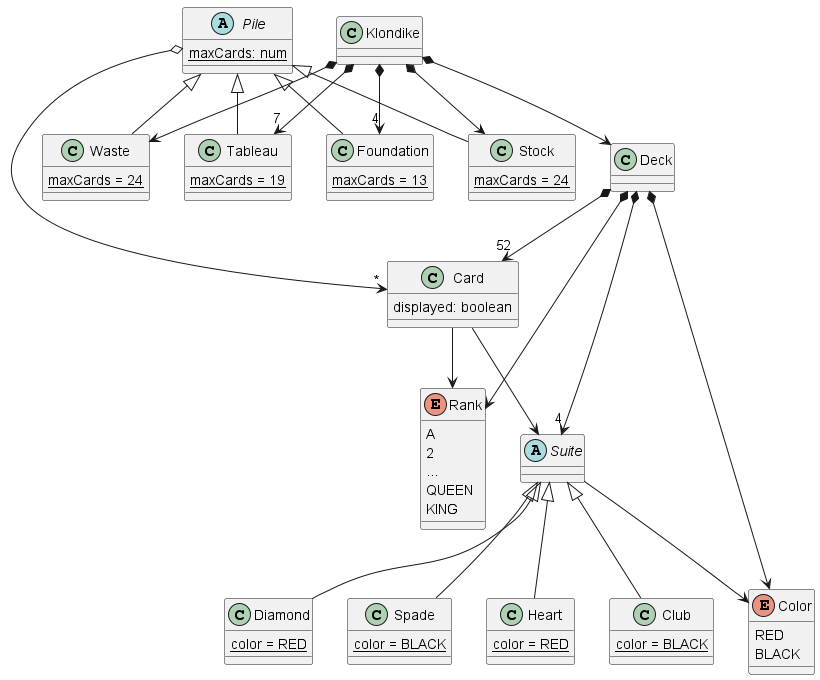 A Pile
maxCards: num
C Klondike
7
4
C Waste
maxCards = 24
C Tableau
maxCards = 19
C Foundation
maxCards = 13
C Stock
maxCards = 24
C Deck
52
*
C Card
displayed: boolean
E Rank
A
2
...
QUEEN
KING
4
A Suite
C Diamond
color = RED
C Spade
color = BLACK
C Heart
color = RED
C Club
color = BLACK
E Color
RED
BLACK